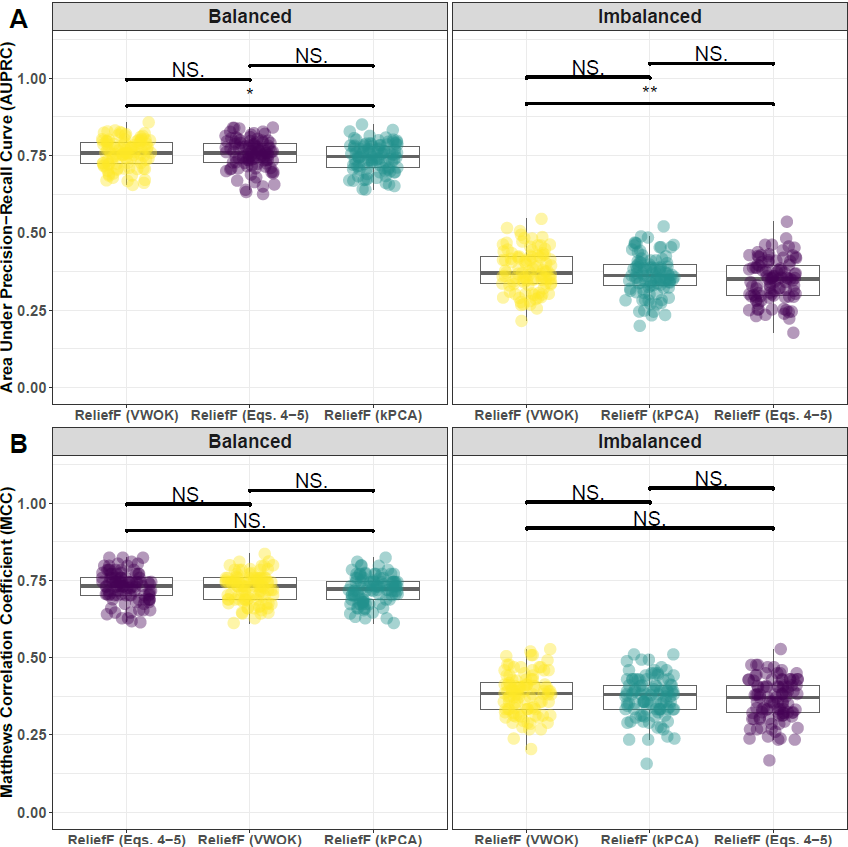 A
Balanced
Imbalanced
Area Under Precision−Recall Curve (AUPRC)
1.00
0.75
0.50
0.25
0.00
NS.
NS.
*
NS.
NS.
**
ReliefF (VWOK)
ReliefF (Eqs. 4−5)
ReliefF (kPCA)
ReliefF (VWOK)
ReliefF (kPCA)
ReliefF (Eqs. 4−5)
B
Balanced
Imbalanced
Matthews Correlation Coefficient (MCC)
1.00
0.75
0.50
0.25
0.00
NS.
NS.
NS.
NS.
NS.
NS.
ReliefF (Eqs. 4−5)
ReliefF (VWOK)
ReliefF (kPCA)
ReliefF (VWOK)
ReliefF (kPCA)
ReliefF (Eqs. 4−5)